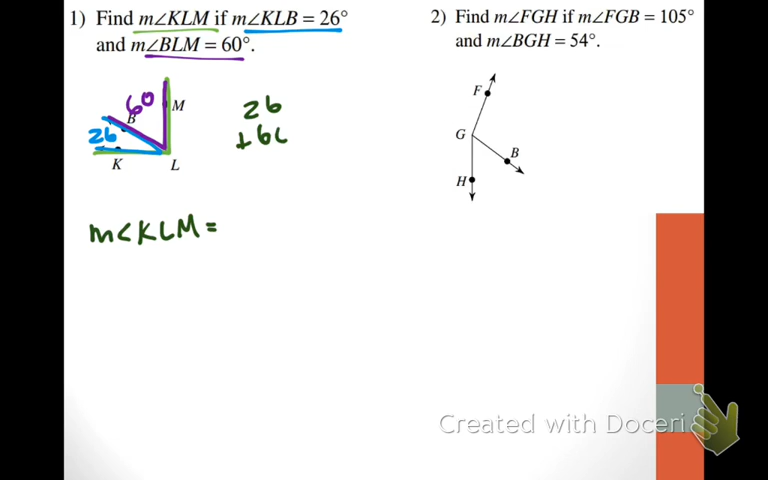 1) Find m∠KLM if m∠KLB = 26°
and m∠BLM = 60°.
60
M
B
26
K
L
26
+60
m<KLM=
2) Find m∠FGH if m∠FGB = 105°
and m∠BGH = 54°.
F
G
B
H
Created with Doceri